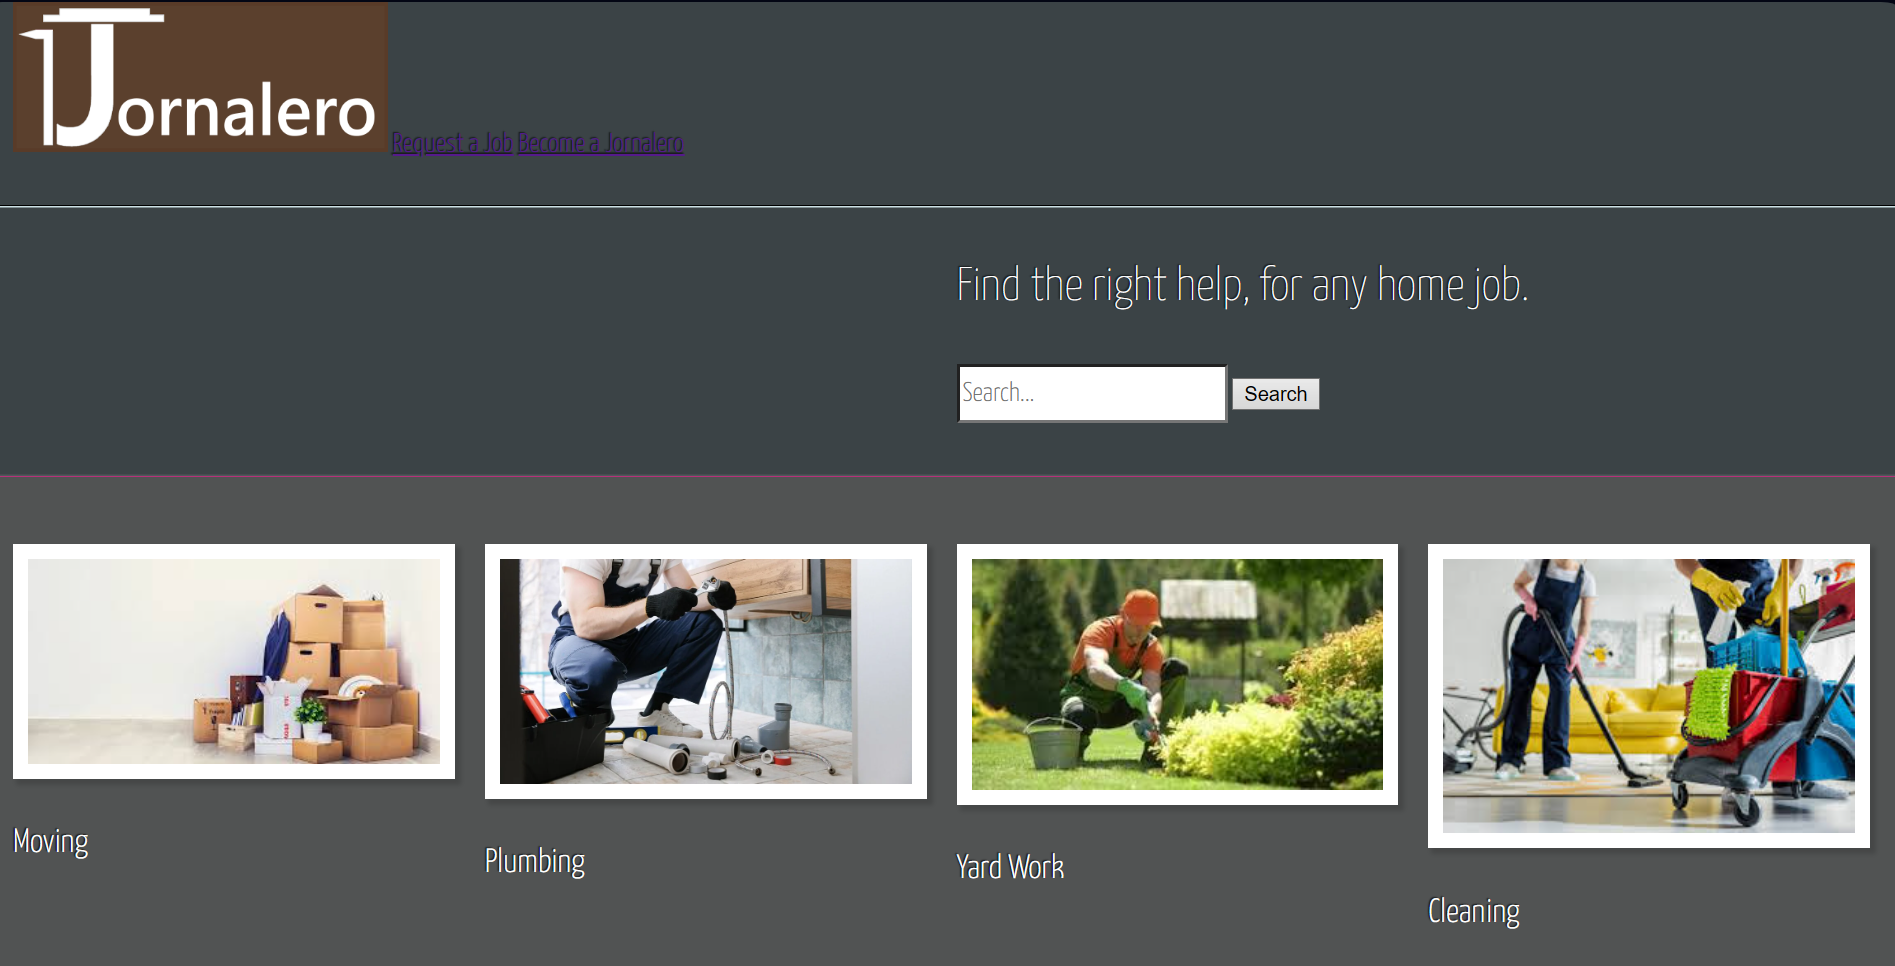 Jornalero
Request a Job Become a Jornalero
Find the right help, for any home job.
Search... Search
Moving
Plumbing
Yard Work
Cleaning